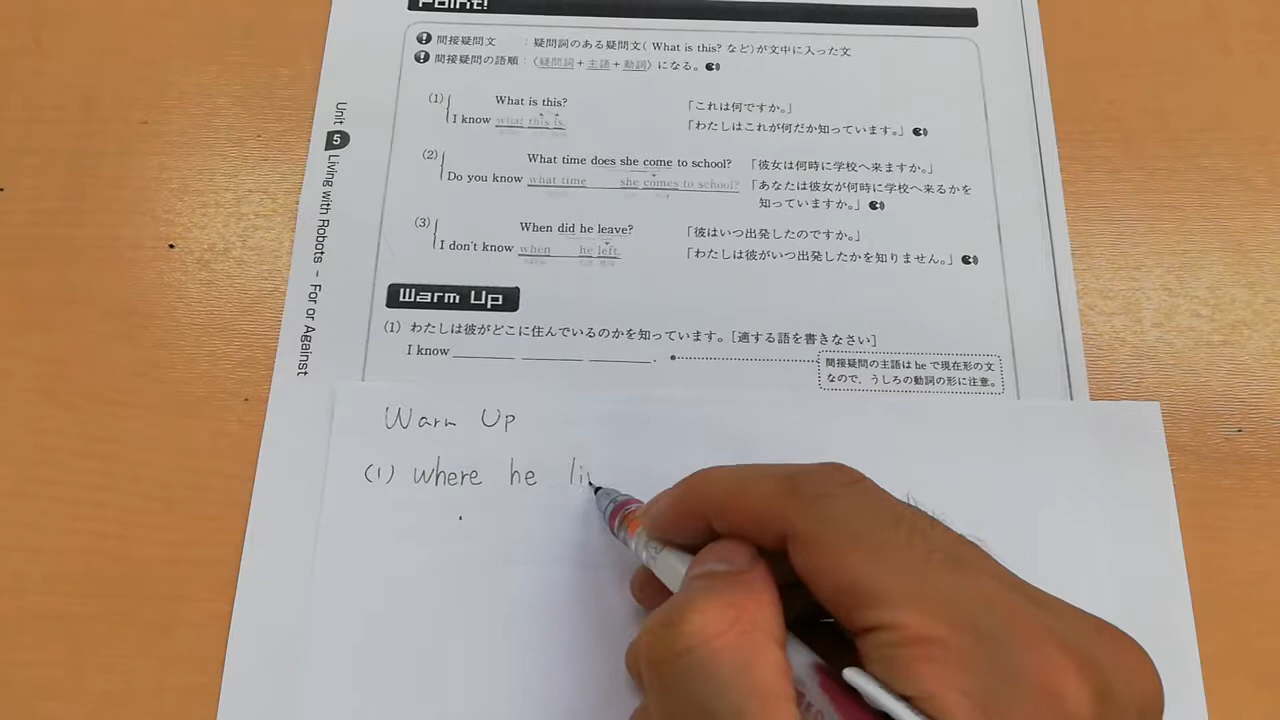 Point!
間接疑問文 ：疑問詞のある疑問文( What is this? など)が文中に入った文
間接疑問の語順：〈疑問詞＋主語＋動詞〉になる。
(1) What is this? 「これは何ですか。」
I know what this is. 「わたしはこれが何だか知っています。」
(2) What time does she come to school? 「彼女は何時に学校へ来ますか。」
Do you know what time she comes to school? 「あなたは彼女が何時に学校へ来るかを
知っていますか。」
(3) When did he leave? 「彼はいつ出発したのですか。」
I don't know when he left. 「わたしは彼がいつ出発したかを知りません。」
Unit 5 Living with Robots – For or Against
Warm Up
(1) わたしは彼がどこに住んでいるのかを知っています。［適する語を書きなさい］
I know ______ ______ ______ .
間接疑問の主語は he で現在形の文
なので，うしろの動詞の形に注意。
Warm Up
(1) where he li